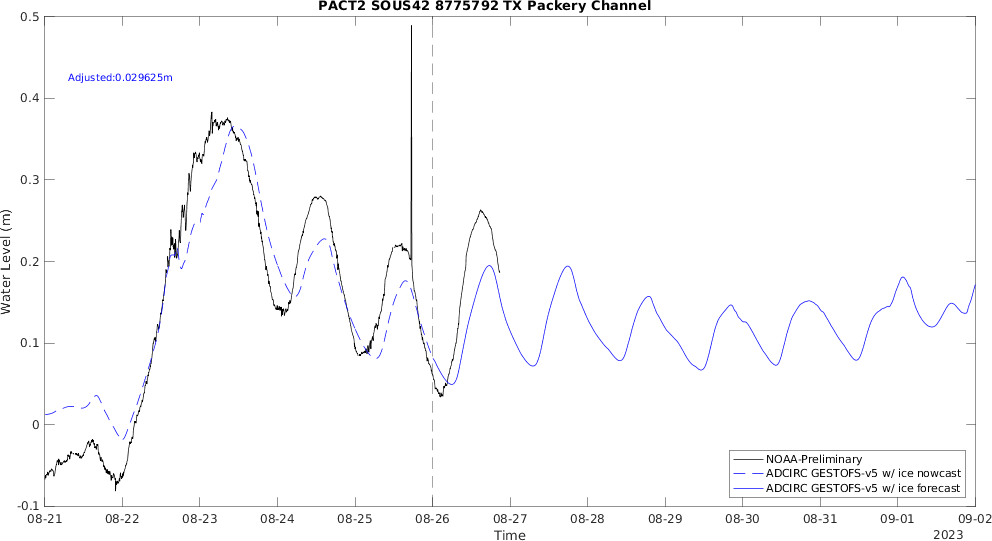 PACT2 SOUS42 8775792 TX Packery Channel
0.5
Adjusted:0.029625m
0.4
0.3
0.2
0.1
0
-0.1
Water Level (m)
NOAA-Preliminary
ADCIRC GESTOFS-v5 w/ ice nowcast
ADCIRC GESTOFS-v5 w/ ice forecast
08-21 08-22 08-23 08-24 08-25 08-26 08-27 08-28 08-29 08-30 08-31 09-01 09-02
Time
2023